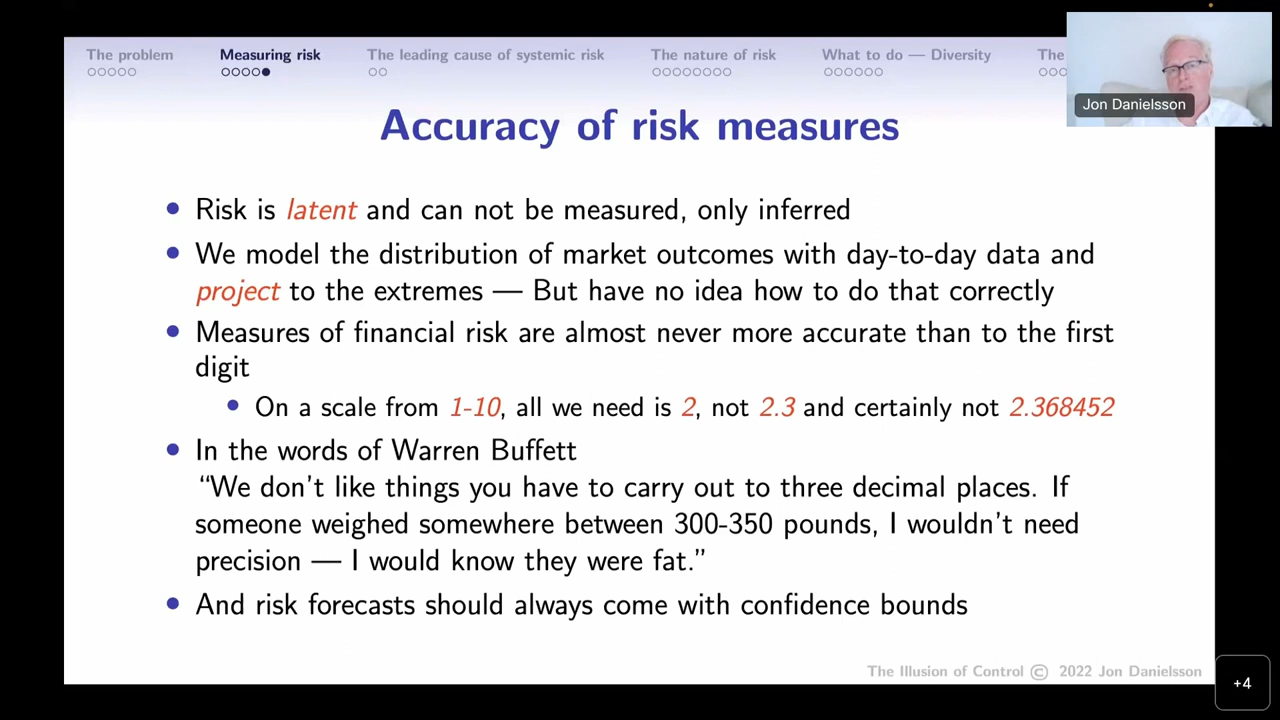 The problem Measuring risk The leading cause of systemic risk The nature of risk What to do — Diversity The
Jon Danielsson
Accuracy of risk measures
• Risk is latent and can not be measured, only inferred
• We model the distribution of market outcomes with day-to-day data and
project to the extremes — But have no idea how to do that correctly
• Measures of financial risk are almost never more accurate than to the first
digit
• On a scale from 1-10, all we need is 2, not 2.3 and certainly not 2.368452
• In the words of Warren Buffett
“We don’t like things you have to carry out to three decimal places. If
someone weighed somewhere between 300-350 pounds, I wouldn’t need
precision — I would know they were fat.”
• And risk forecasts should always come with confidence bounds
The Illusion of Control © 2022 Jon Danielsson
+4